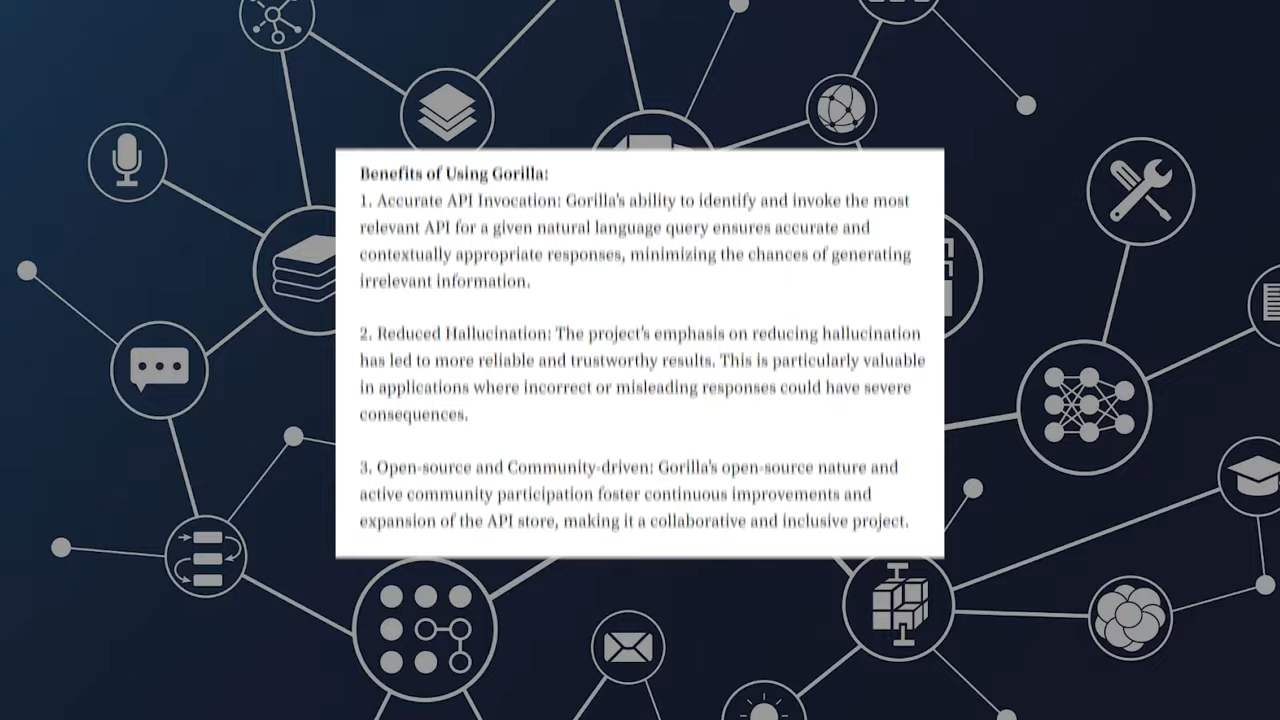 Benefits of Using Gorilla:
1. Accurate API Invocation: Gorilla's ability to identify and invoke the most
relevant API for a given natural language query ensures accurate and
contextually appropriate responses, minimizing the chances of generating
irrelevant information.
2. Reduced Hallucination: The project's emphasis on reducing hallucination
has led to more reliable and trustworthy results. This is particularly valuable
in applications where incorrect or misleading responses could have severe
consequences.
3. Open-source and Community-driven: Gorilla's open-source nature and
active community participation foster continuous improvements and
expansion of the API store, making it a collaborative and inclusive project.